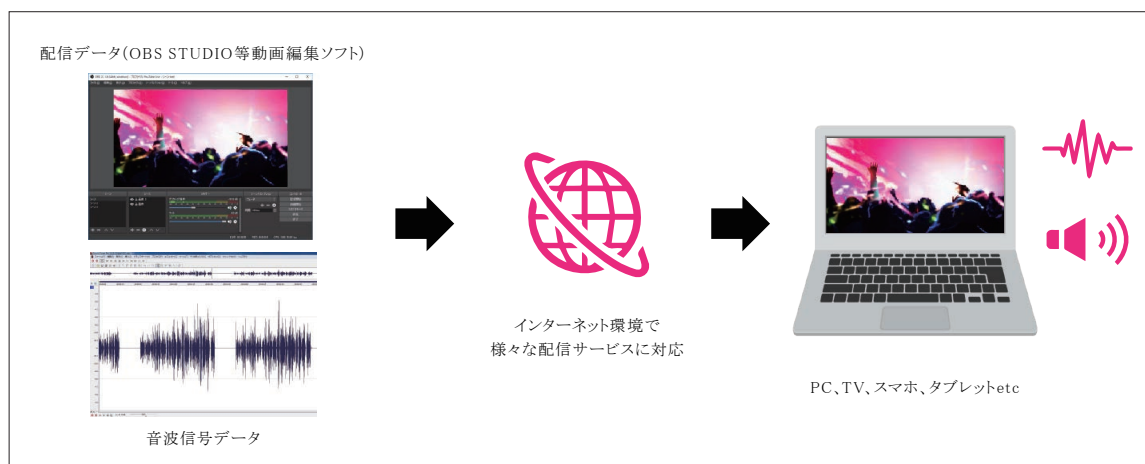 配信データ(OBS STUDIO等動画編集ソフト)
インターネット環境で
様々な配信サービスに対応
PC、TV、スマホ、タブレットetc
音波信号データ